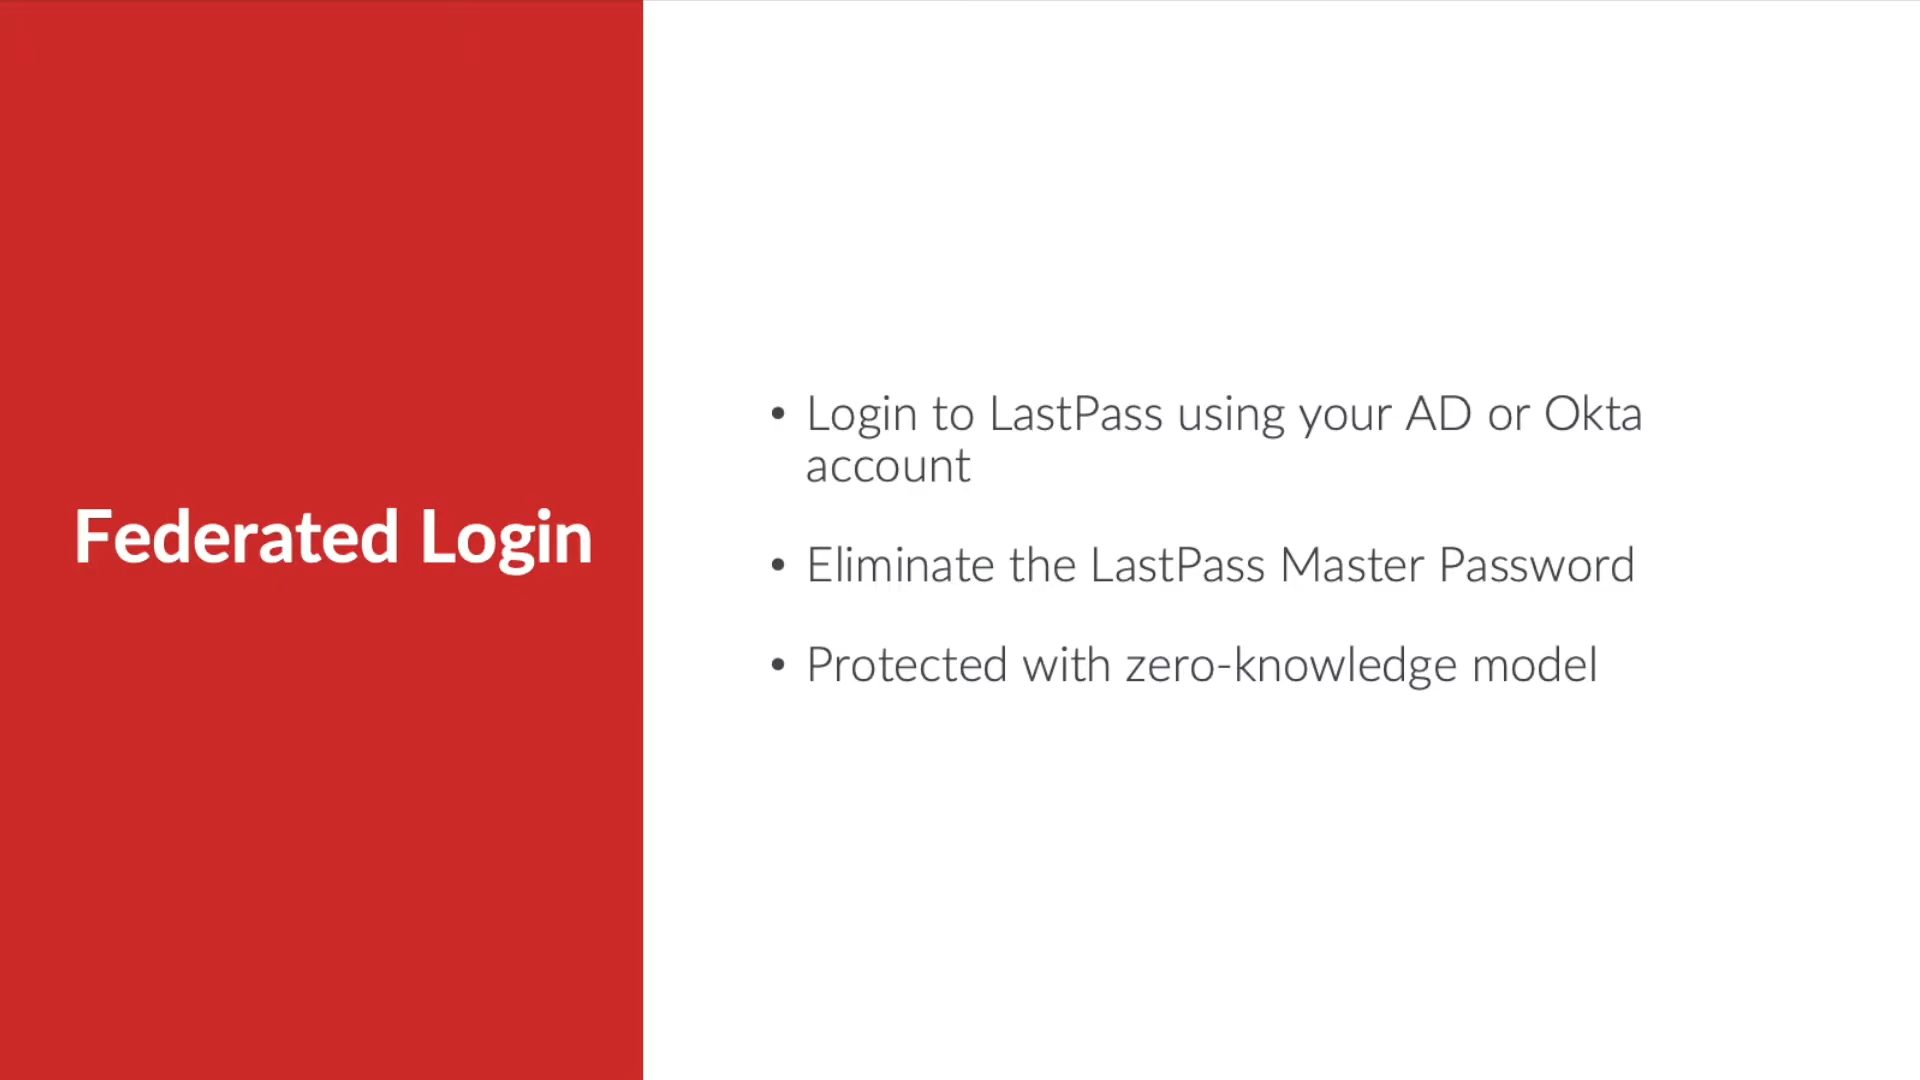 Federated Login
• Login to LastPass using your AD or Okta
account
• Eliminate the LastPass Master Password
• Protected with zero-knowledge model